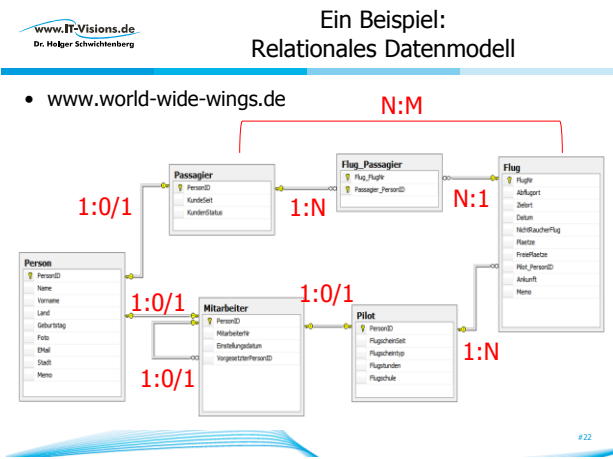 www.IT-Visions.de
Dr. Holger Schwichtenberg
Ein Beispiel:
Relationales Datenmodell
• www.world-wide-wings.de
N:M
Passagier
PersonID
KundeSeit
KundenStatus
1:0/1
1:N
Flug_Passagier
Flug_FlugNr
Passagier_PersonID
N:1
Flug
FlugNr
Abflugort
Zielort
Datum
NichtRaucherFlug
Plaetze
FreiePlaetze
Pilot_PersonID
Ankunft
Memo
Person
PersonID
Name
Vorname
Land
Geburtstag
Foto
EMail
Stadt
Memo
1:0/1
1:0/1
Mitarbeiter
PersonID
MitarbeiterNr
Einstellungsdatum
VorgesetzterPersonID
1:0/1
Pilot
PersonID
FlugscheinSeit
Flugscheintyp
Flugstunden
Flugschule
1:N
#22